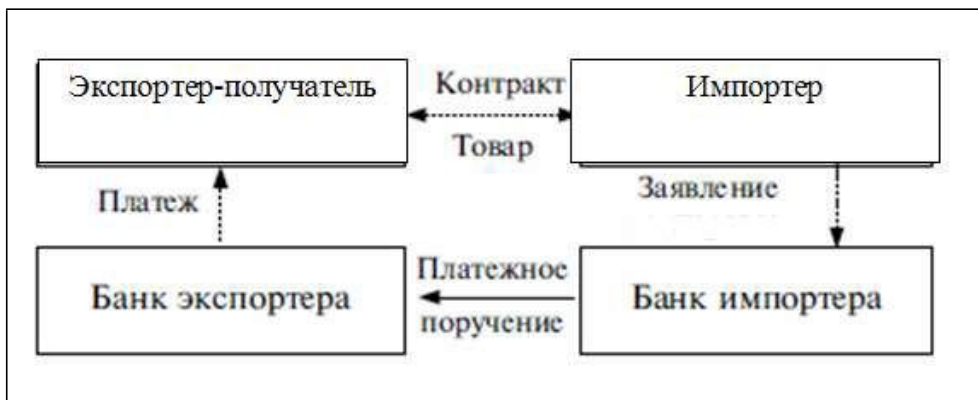 Экспортер-получатель
Контракт
Импортер
Товар
Платеж
Заявление
Банк экспортера
Платежное
поручение
Банк импортера